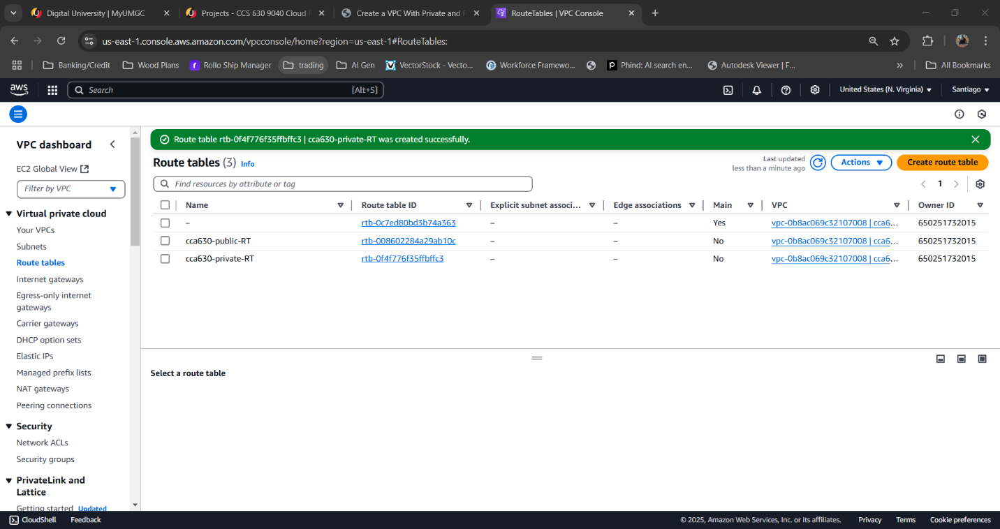 Digital University | MyUMGC
Projects - CCS 630 9040 Cloud
Create a VPC With Private and
RouteTables | VPC Console
us-east-1.console.aws.amazon.com/vpcconsole/home?region=us-east-1#RouteTables:
Banking/Credit
Wood Plans
Rollo Ship Manager
trading
AI Gen
VectorStock - Vecto...
Workforce Framewo...
Phind: AI search en...
Autodesk Viewer | F...
All Bookmarks
aws
Search
[Alt+S]
United States (N. Virginia)
Santiago
VPC dashboard
EC2 Global View
Filter by VPC
Virtual private cloud
Your VPCs
Subnets
Route tables
Internet gateways
Egress-only internet
gateways
Carrier gateways
DHCP option sets
Elastic IPs
Managed prefix lists
NAT gateways
Peering connections
Security
Network ACLs
Security groups
PrivateLink and
Lattice
Getting started Updated
Route table rtb-0f4f776f35ffbffc3 | cca630-private-RT was created successfully.
Route tables (3) Info
Last updated
less than a minute ago
Actions
Create route table
Find resources by attribute or tag
1
Name Route table ID Explicit subnet associ... Edge associations Main VPC Owner ID
– rtb-0c7ed80bd3b74a363 – – Yes vpc-0b8ac069c32107008 | cca6... 650251732015
cca630-public-RT rtb-008602284a29ab10c – – No vpc-0b8ac069c32107008 | cca6... 650251732015
cca630-private-RT rtb-0f4f776f35ffbffc3 – – No vpc-0b8ac069c32107008 | cca6... 650251732015
Select a route table
CloudShell
Feedback
© 2025, Amazon Web Services, Inc. or its affiliates.
Privacy
Terms
Cookie preferences